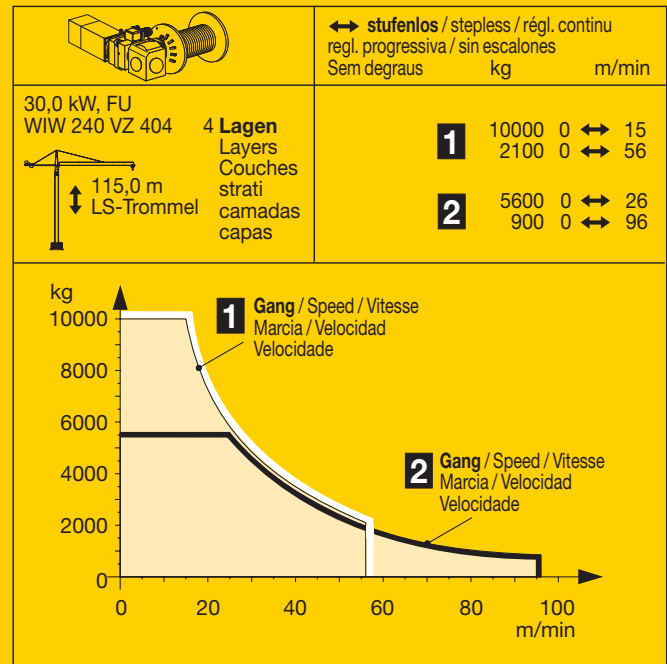 ↔ stufenlos / stepless / régl. continu
regl. progressiva / sin escalones
Sem degraus kg m/min
30,0 kW, FU
WIW 240 VZ 404
115,0 m
LS-Trommel
4 Lagen
Layers
Couches
strati
camadas
capas
1 10000 0 ↔ 15
2100 0 ↔ 56
2 5600 0 ↔ 26
900 0 ↔ 96
kg
10000
8000
6000
4000
2000
0
1 Gang / Speed / Vitesse
Marcia / Velocidad
Velocidade
2 Gang / Speed / Vitesse
Marcia / Velocidad
Velocidade
0 20 40 60 80 100
m/min